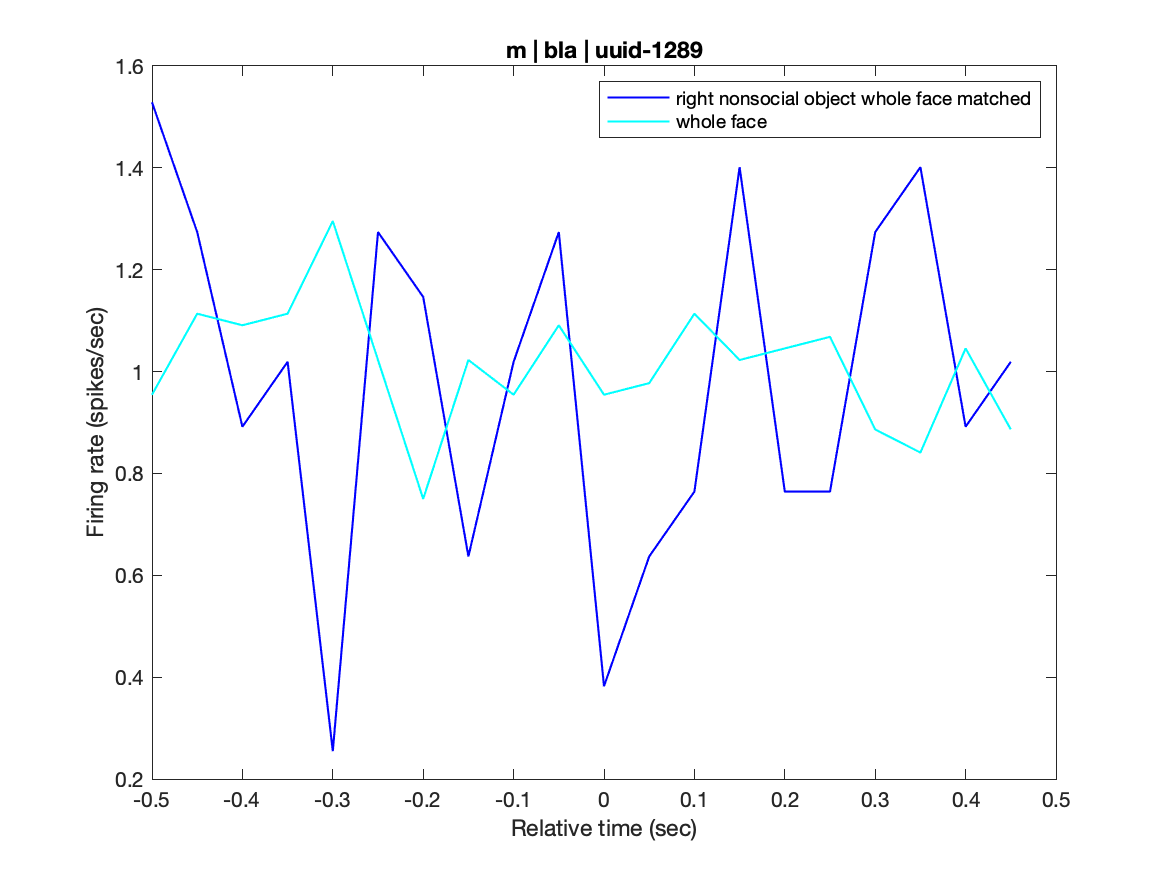 m | bla | uuid-1289
right nonsocial object whole face matched
whole face
Firing rate (spikes/sec)
1.6
1.4
1.2
1
0.8
0.6
0.4
0.2
-0.5 -0.4 -0.3 -0.2 -0.1 0 0.1 0.2 0.3 0.4 0.5
Relative time (sec)